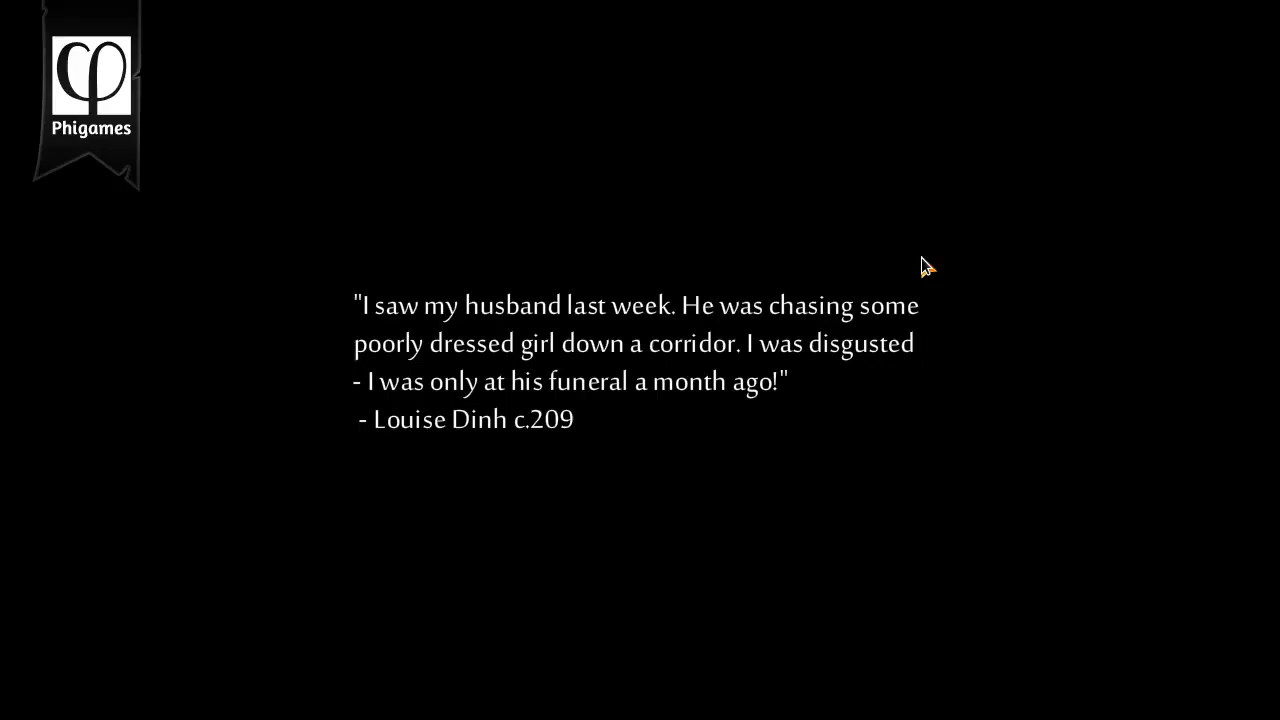 φ
Phigames
"I saw my husband last week. He was chasing some
poorly dressed girl down a corridor. I was disgusted
- I was only at his funeral a month ago!"
- Louise Dinh c.209